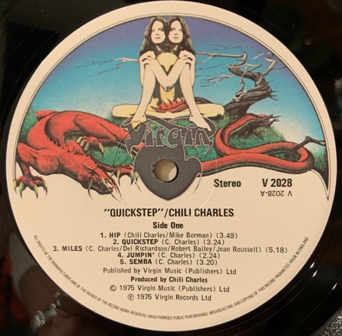 Virgin
Stereo V 2028
V 2028-A
"QUICKSTEP"/CHILI CHARLES
Side One
1. HIP (Chili Charles/Mike Borman) (3.49)
2. QUICKSTEP (C. Charles) (3.24)
3. MILES (C. Charles/Del Richardson/Robert Bailey/Jean Roussell) (5.18)
4. JUMPIN' (C. Charles) (3.24)
5. SEMBA (C. Charles) (3.21)
Published by Virgin Music (Publishers) Ltd
Produced by Chili Charles
© 1975 Virgin Music (Publishers) Ltd
℗ 1975 Virgin Records Ltd